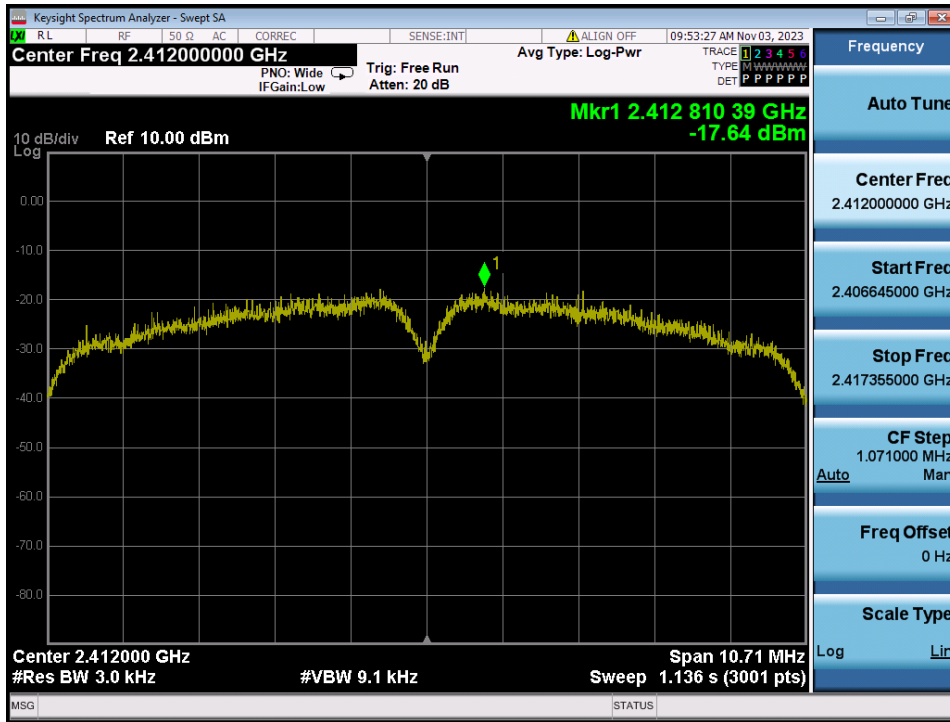 Keysight Spectrum Analyzer - Swept SA
LXI RL RF 50 Ω AC CORREC SENSE:INT ALIGN OFF 09:53:27 AM Nov 03, 2023
Center Freq 2.412000000 GHz
PNO: Wide
IFGain:Low
Trig: Free Run
Atten: 20 dB
Avg Type: Log-Pwr
TRACE 1 2 3 4 5 6
TYPE M WWWWW
DET P P P P P P
Mkr1 2.412 810 39 GHz
-17.64 dBm
10 dB/div Ref 10.00 dBm
Log
1
0.00
-10.0
-20.0
-30.0
-40.0
-50.0
-60.0
-70.0
-80.0
Center 2.412000 GHz Span 10.71 MHz
#Res BW 3.0 kHz #VBW 9.1 kHz Sweep 1.136 s (3001 pts)
MSG STATUS
Frequency
Auto Tune
Center Freq
2.412000000 GHz
Start Freq
2.406645000 GHz
Stop Freq
2.417355000 GHz
CF Step
1.071000 MHz
Auto Man
Freq Offset
0 Hz
Scale Type
Log Lin